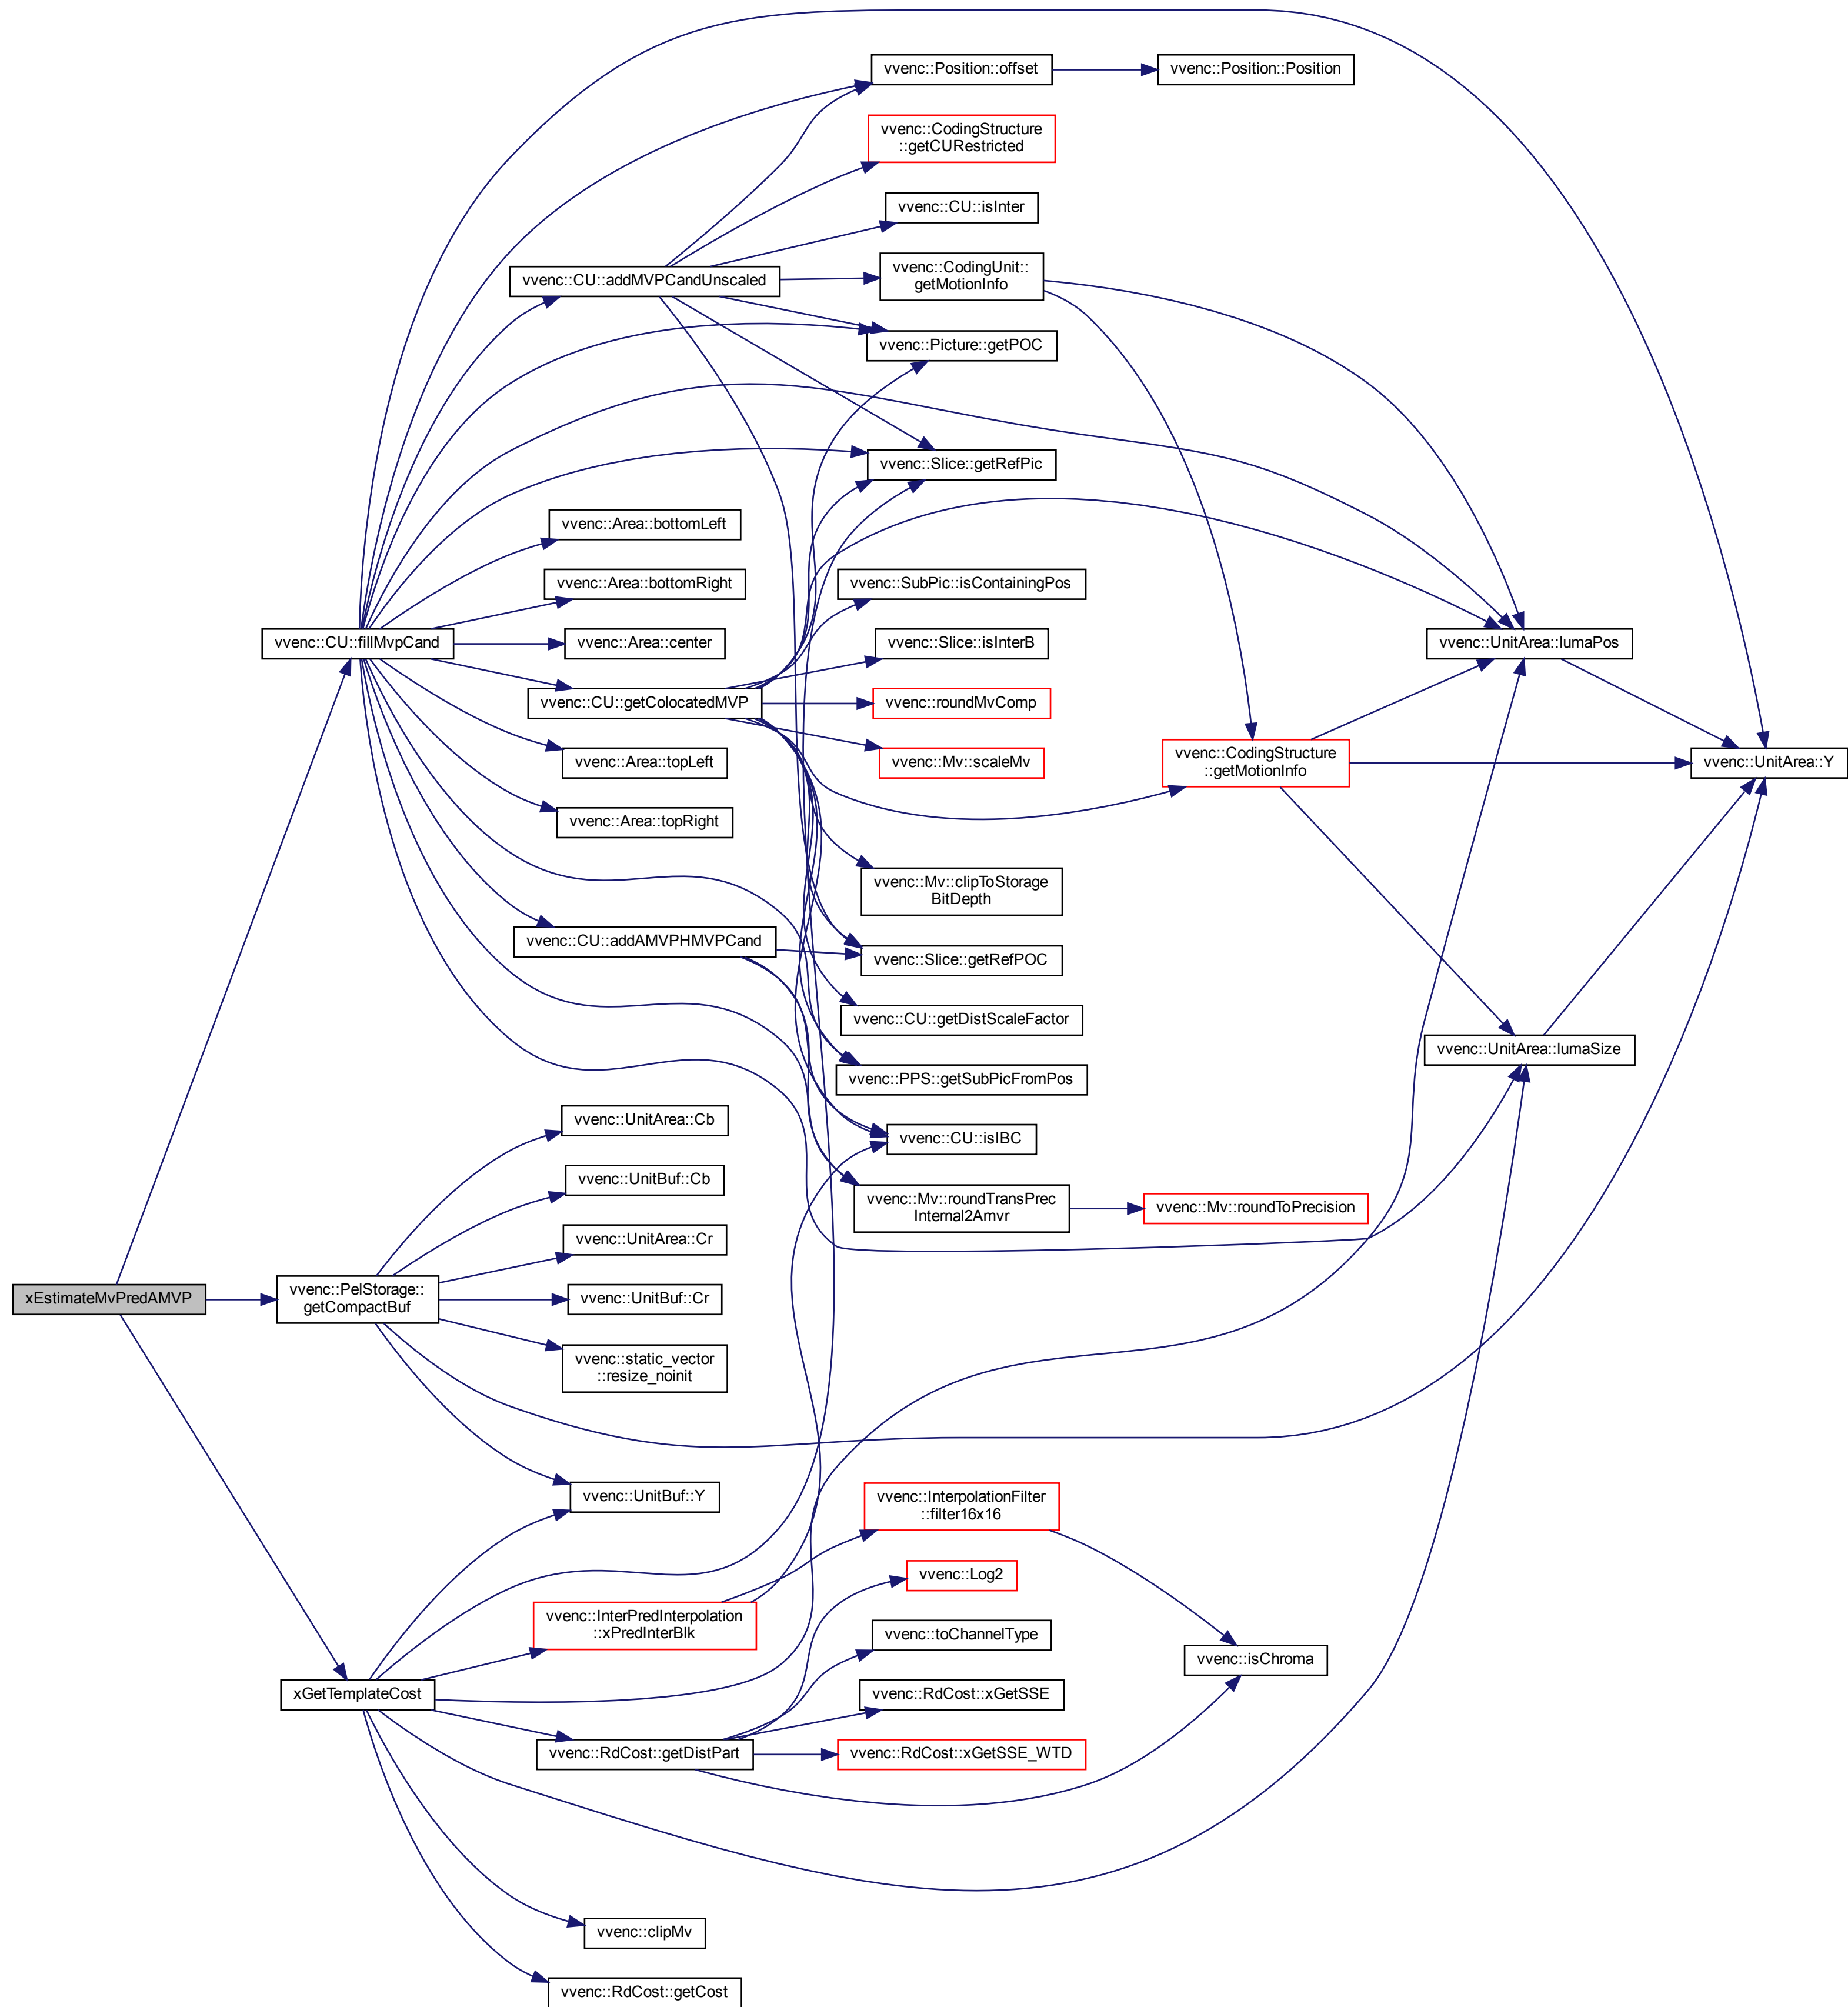 vvenc::Position::offset
vvenc::Position::Position
vvenc::CodingStructure
::getCURestricted
vvenc::CU::isInter
vvenc::CU::addMVPCandUnscaled
vvenc::CodingUnit::
getMotionInfo
vvenc::Picture::getPOC
vvenc::Slice::getRefPic
vvenc::Area::bottomLeft
vvenc::Area::bottomRight
vvenc::SubPic::isContainingPos
vvenc::CU::fillMvpCand
vvenc::Area::center
vvenc::Slice::isInterB
vvenc::UnitArea::lumaPos
vvenc::CU::getColocatedMVP
vvenc::roundMvComp
vvenc::Area::topLeft
vvenc::Mv::scaleMv
vvenc::CodingStructure
::getMotionInfo
vvenc::UnitArea::Y
vvenc::Area::topRight
vvenc::Mv::clipToStorage
BitDepth
vvenc::CU::addAMVPHMVPCand
vvenc::Slice::getRefPOC
vvenc::CU::getDistScaleFactor
vvenc::UnitArea::lumaSize
vvenc::PPS::getSubPicFromPos
vvenc::UnitArea::Cb
vvenc::CU::isIBC
vvenc::UnitBuf::Cb
vvenc::Mv::roundTransPrec
Internal2Amvr
vvenc::Mv::roundToPrecision
vvenc::UnitArea::Cr
xEstimateMvPredAMVP
vvenc::PelStorage::
getCompactBuf
vvenc::UnitBuf::Cr
vvenc::static_vector
::resize_noinit
vvenc::UnitBuf::Y
vvenc::InterpolationFilter
::filter16x16
vvenc::Log2
vvenc::InterPredInterpolation
::xPredInterBlk
vvenc::toChannelType
vvenc::isChroma
xGetTemplateCost
vvenc::RdCost::xGetSSE
vvenc::RdCost::getDistPart
vvenc::RdCost::xGetSSE_WTD
vvenc::clipMv
vvenc::RdCost::getCost